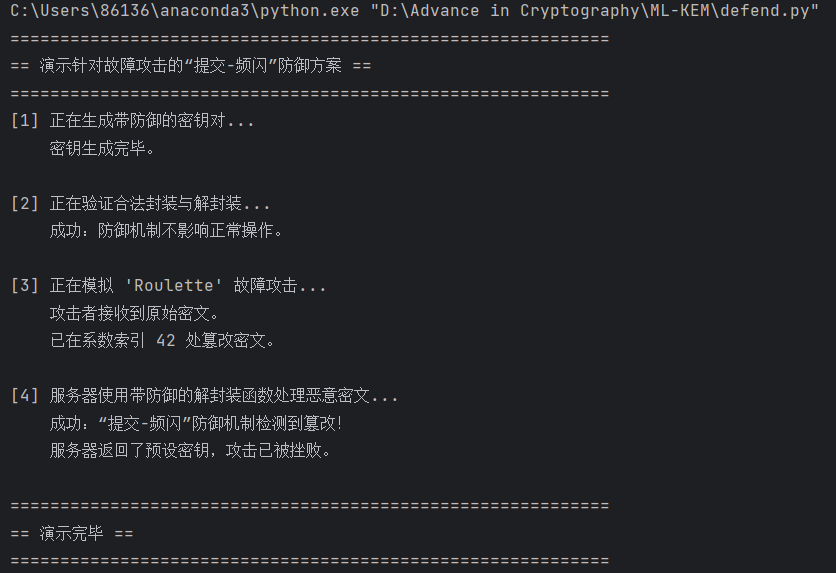 C:\Users\86136\anaconda3\python.exe "D:\Advance in Cryptography\ML-KEM\defend.py"
============================================================
== 演示针对故障攻击的“提交-频闪”防御方案 ==
============================================================
[1] 正在生成带防御的密钥对...
    密钥生成完毕。
[2] 正在验证合法封装与解封装...
    成功：防御机制不影响正常操作。
[3] 正在模拟 'Roulette' 故障攻击...
    攻击者接收到原始密文。
    已在系数索引 42 处篡改密文。
[4] 服务器使用带防御的解封装函数处理恶意密文...
    成功：“提交-频闪”防御机制检测到篡改！
    服务器返回了预设密钥，攻击已被挫败。
============================================================
== 演示完毕 ==
============================================================